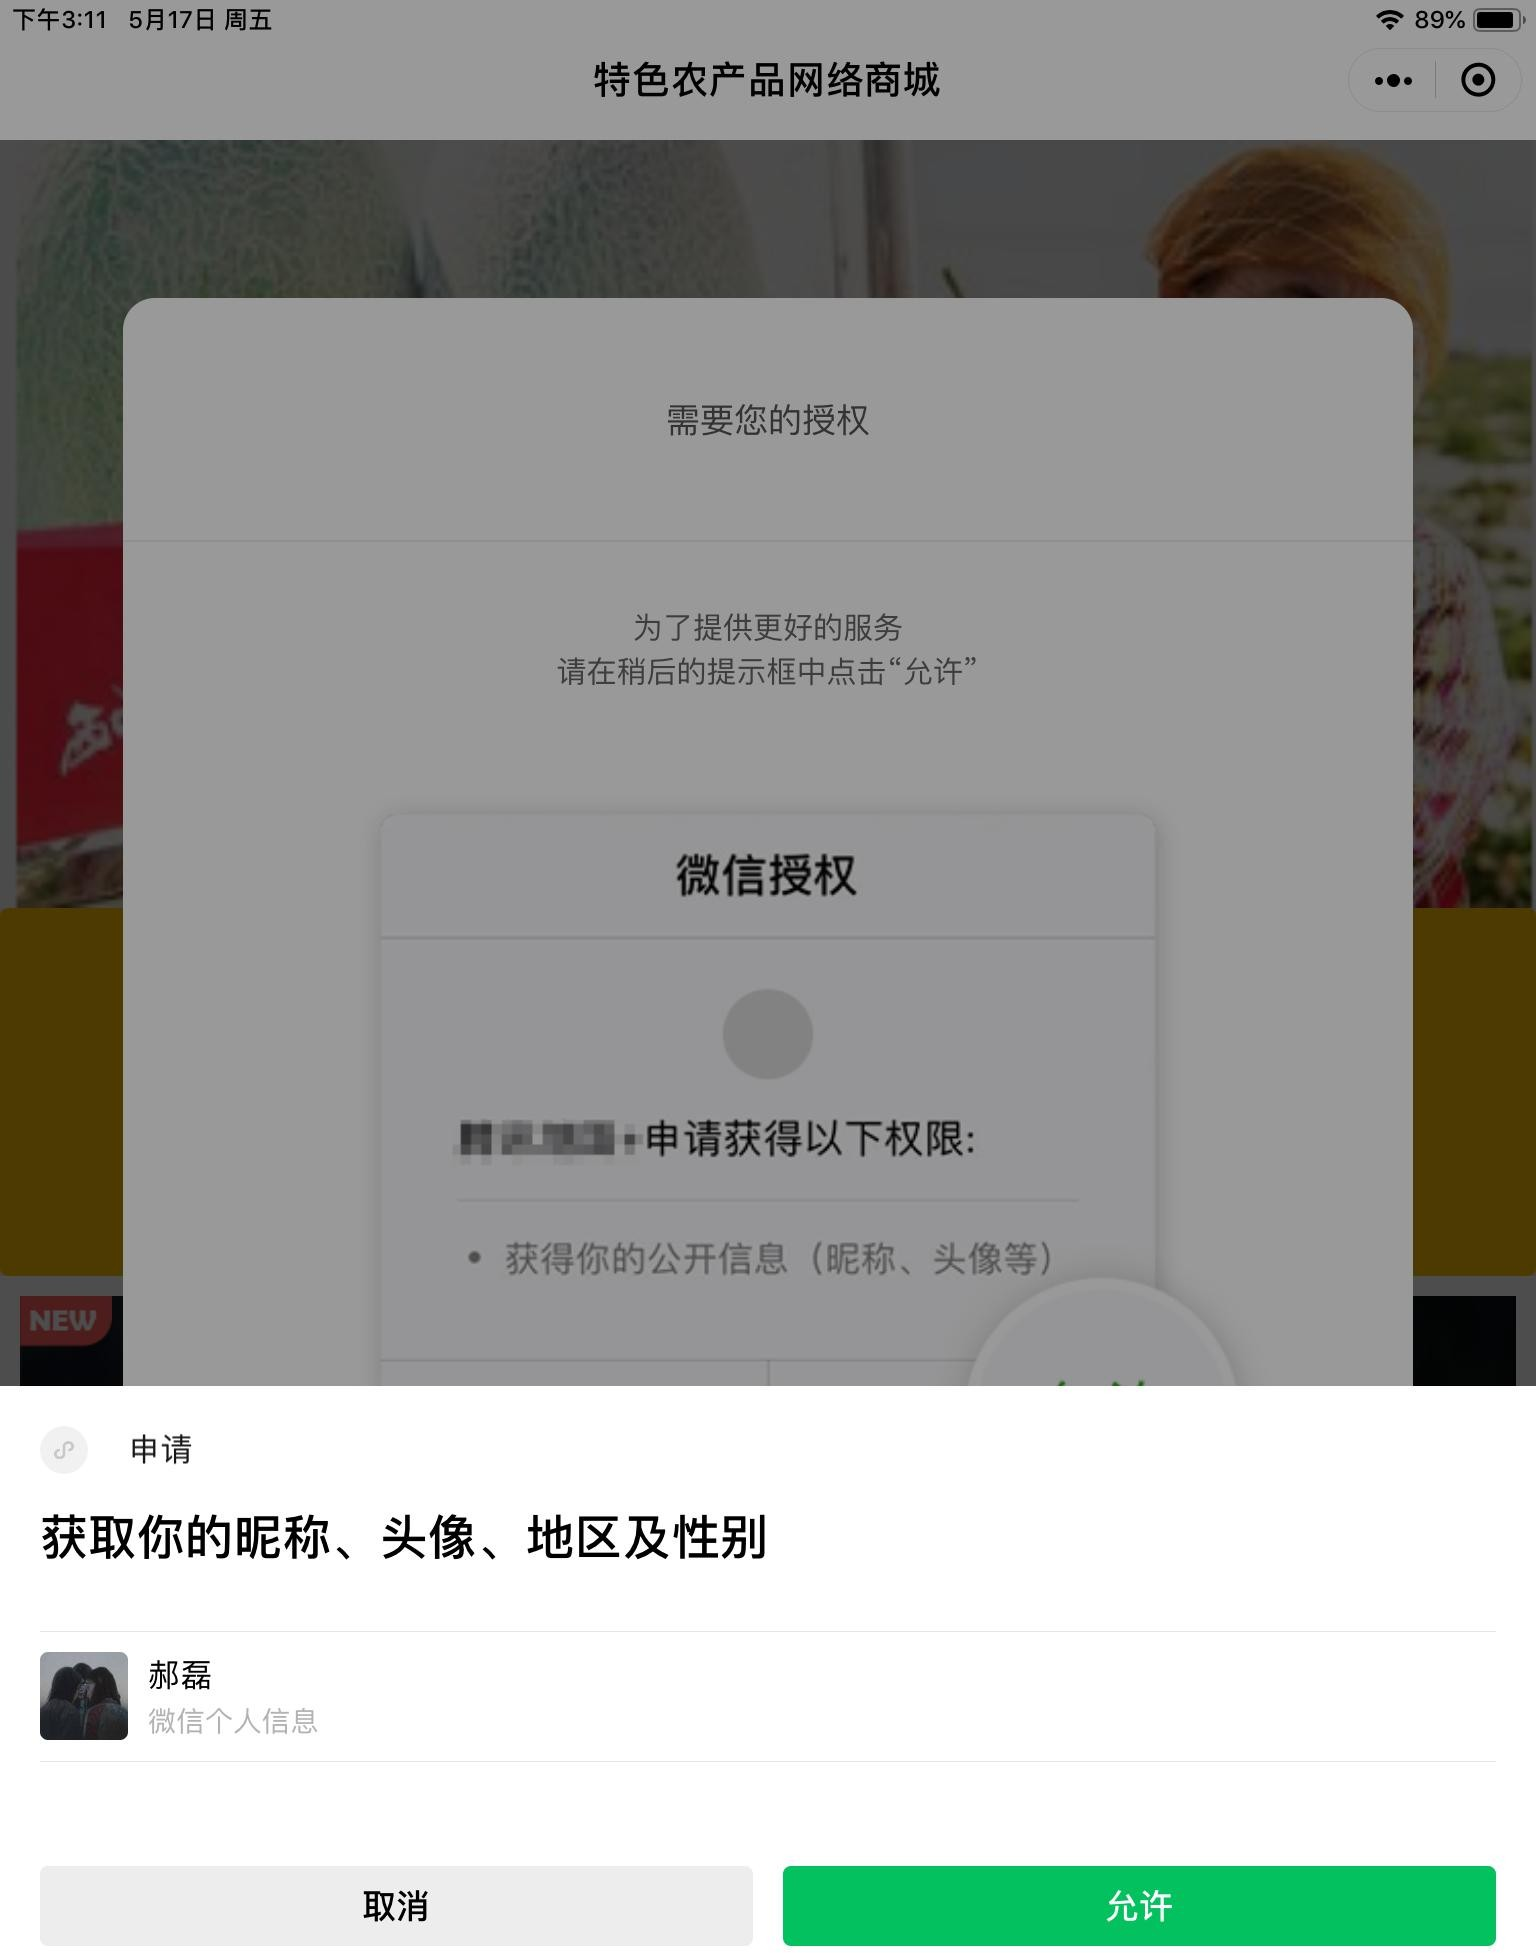 下午3:11 5月17日 周五
89%
特色农产品网络商城
需要您的授权
为了提供更好的服务
请在稍后的提示框中点击“允许”
微信授权
申请获得以下权限:
• 获得你的公开信息（昵称、头像等）
NEW
申请
获取你的昵称、头像、地区及性别
郝磊
微信个人信息
取消
允许